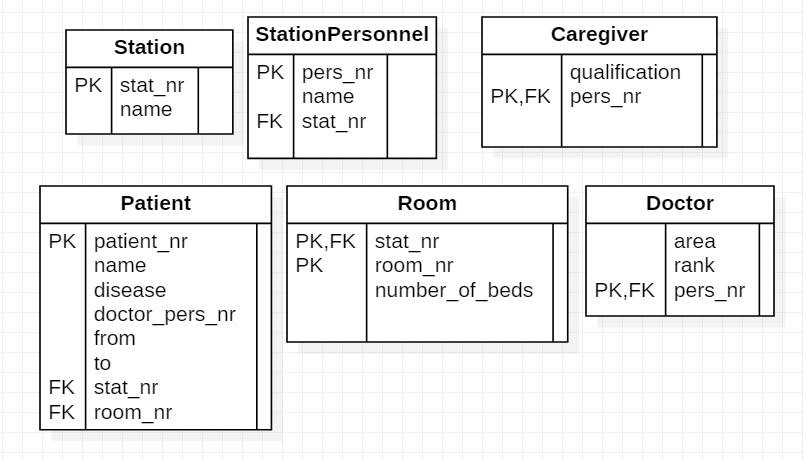 Station
PK stat_nr
name
StationPersonnel
PK pers_nr
name
FK stat_nr
Caregiver
qualification
PK,FK pers_nr
Patient
PK patient_nr
name
disease
doctor_pers_nr
from
to
FK stat_nr
FK room_nr
Room
PK,FK stat_nr
PK room_nr
number_of_beds
Doctor
area
rank
PK,FK pers_nr